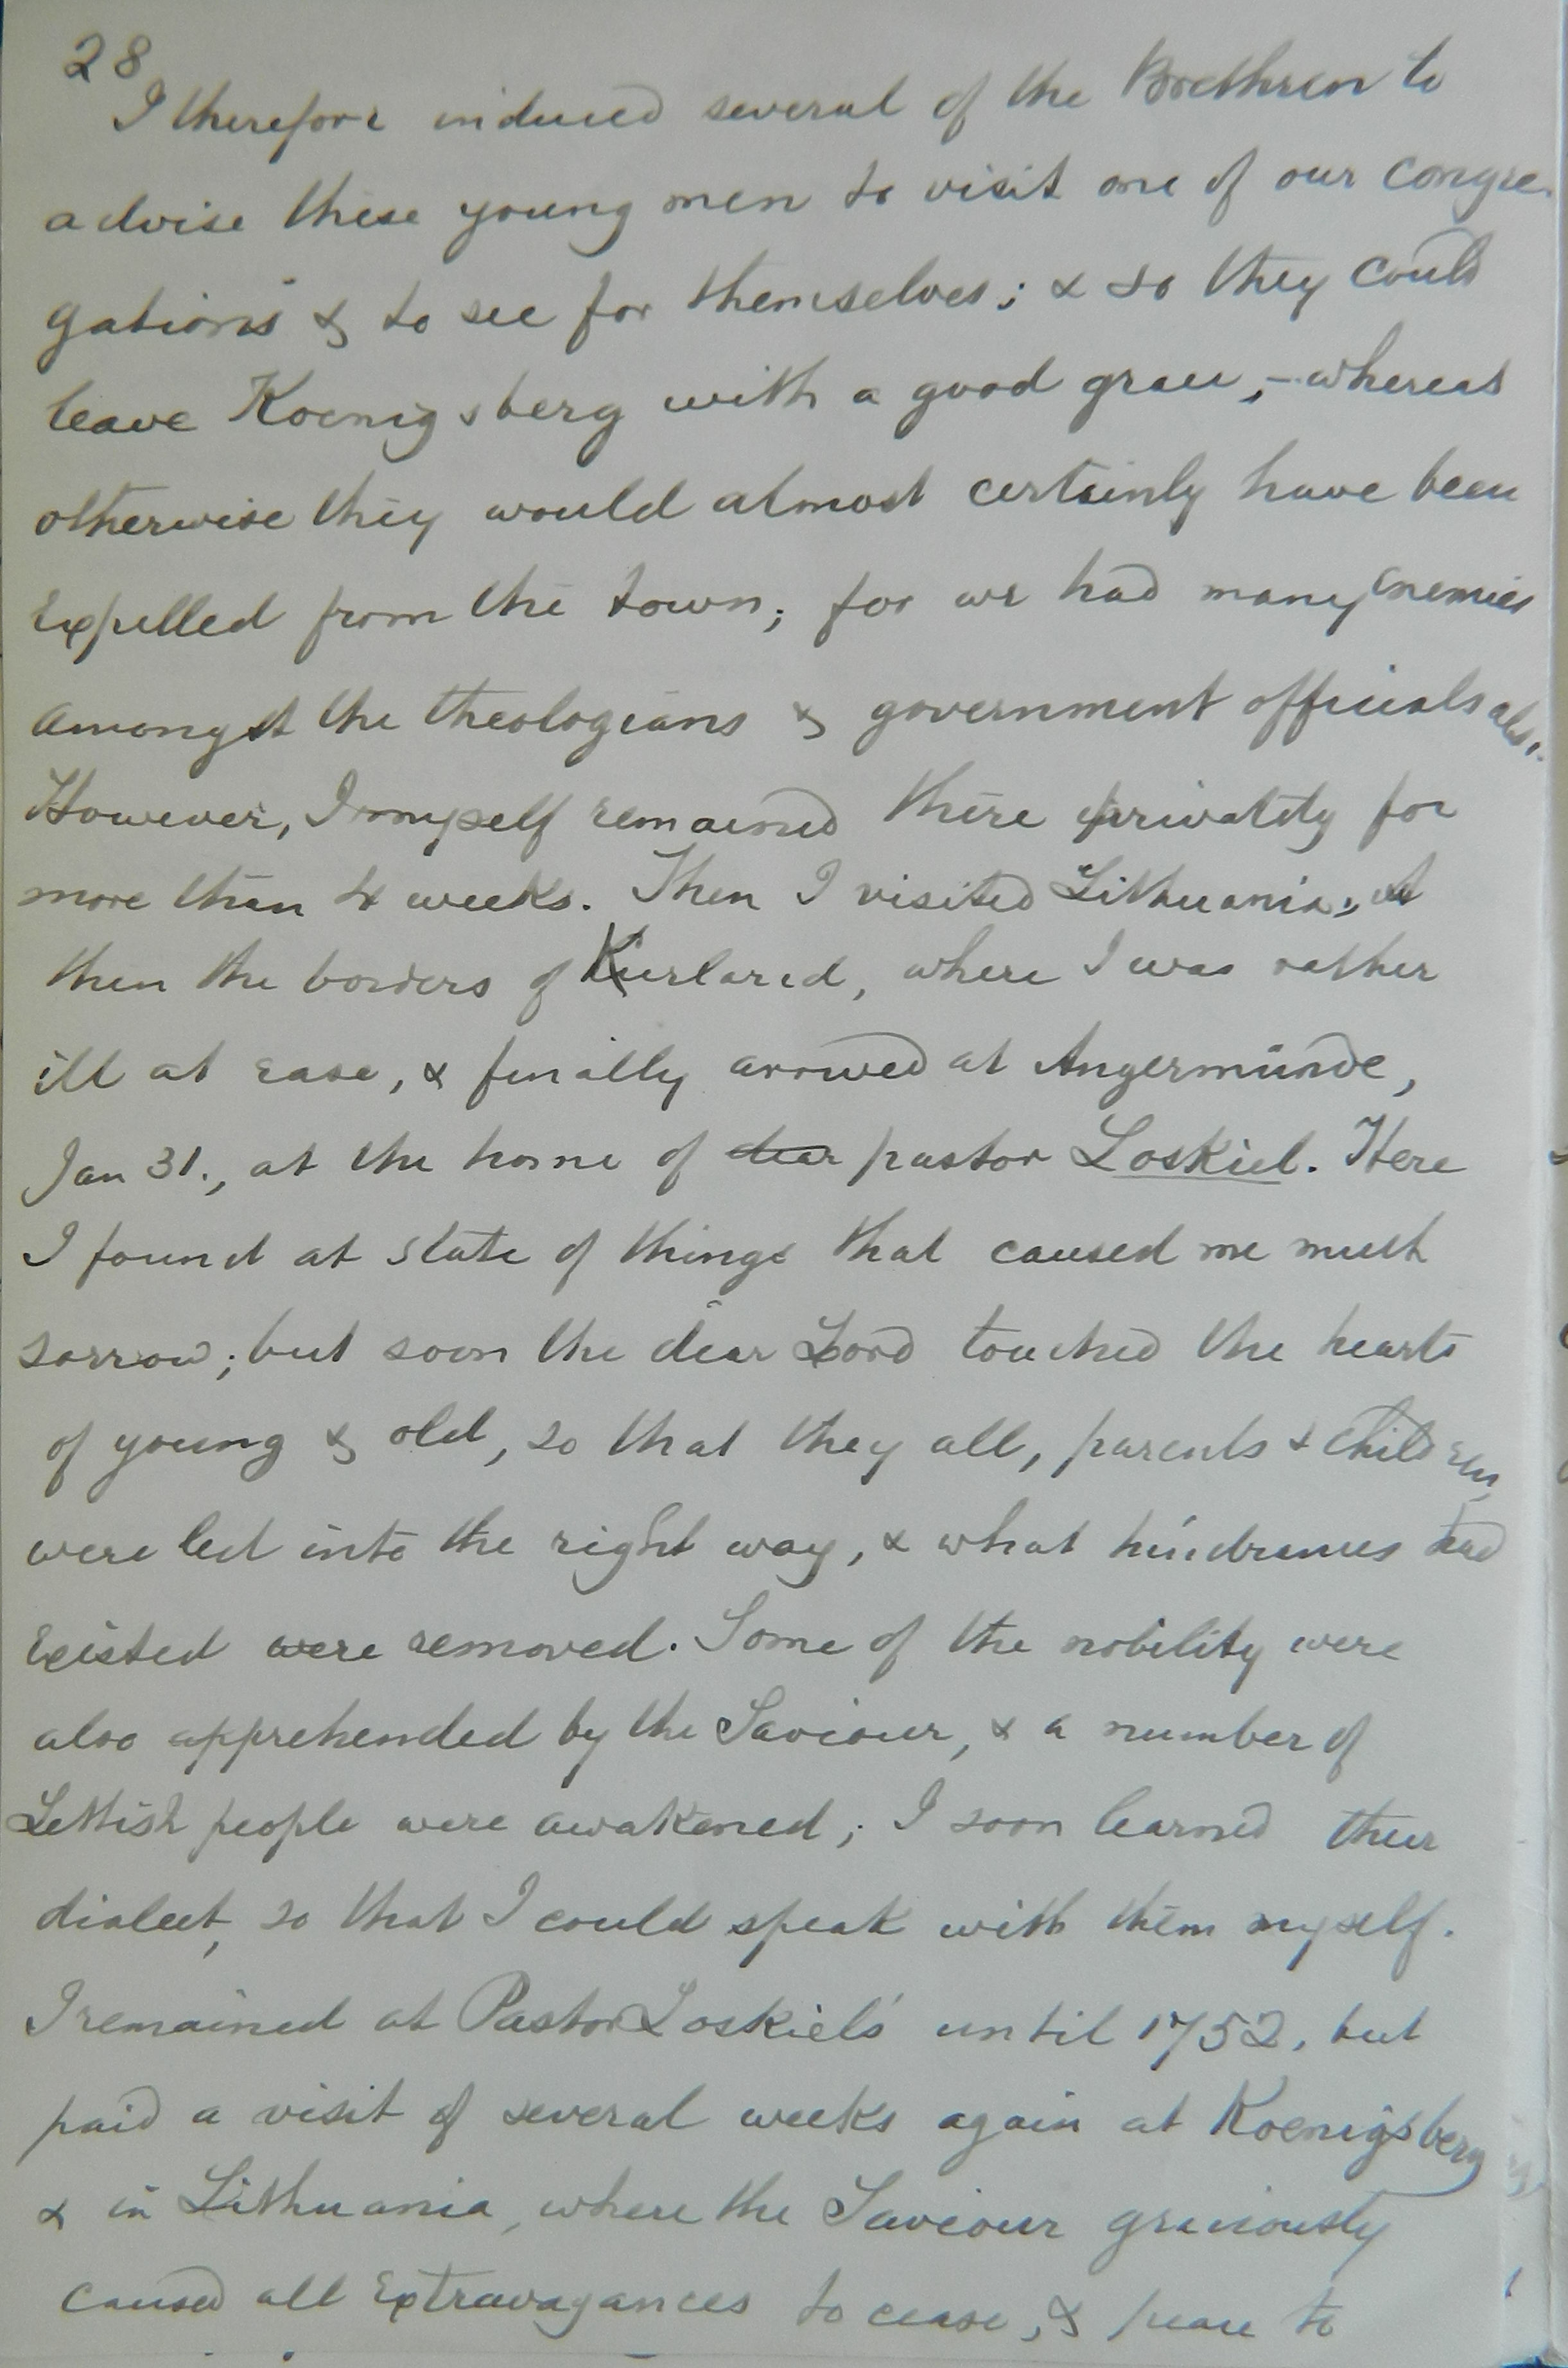 28
I therefore induced several of the Brethren to
advise these young men to visit one of our congre-
gations & to see for themselves; & so they could
leave Koenigsberg with a good grace, - whereas
otherwise they would almost certainly have been
expelled from the town; for we had many enemies
amongst the theologians & government officials also.
However, I myself remained there privately for
more than 4 weeks. Then I visited Lithuania, &
then the borders of Kurland, where I was rather
ill at ease, & finally arrived at Angermünde,
Jan 31., at the home of dear pastor Loskiel. Here
I found at state of things that caused me much
sorrow; but soon the dear Lord touched the hearts
of young & old, so that they all, parents & children,
were led into the right way, & what hindrances had
existed were removed. Some of the nobility were
also apprehended by the Saviour, & a number of
Lettish people were awakened; I soon learned their
dialect, so that I could speak with them myself.
I remained at Pastor Loskiel's until 1752, but
paid a visit of several weeks again at Koenigsberg
& in Lithuania, where the Saviour graciously
caused all extravagances to cease, & peace to